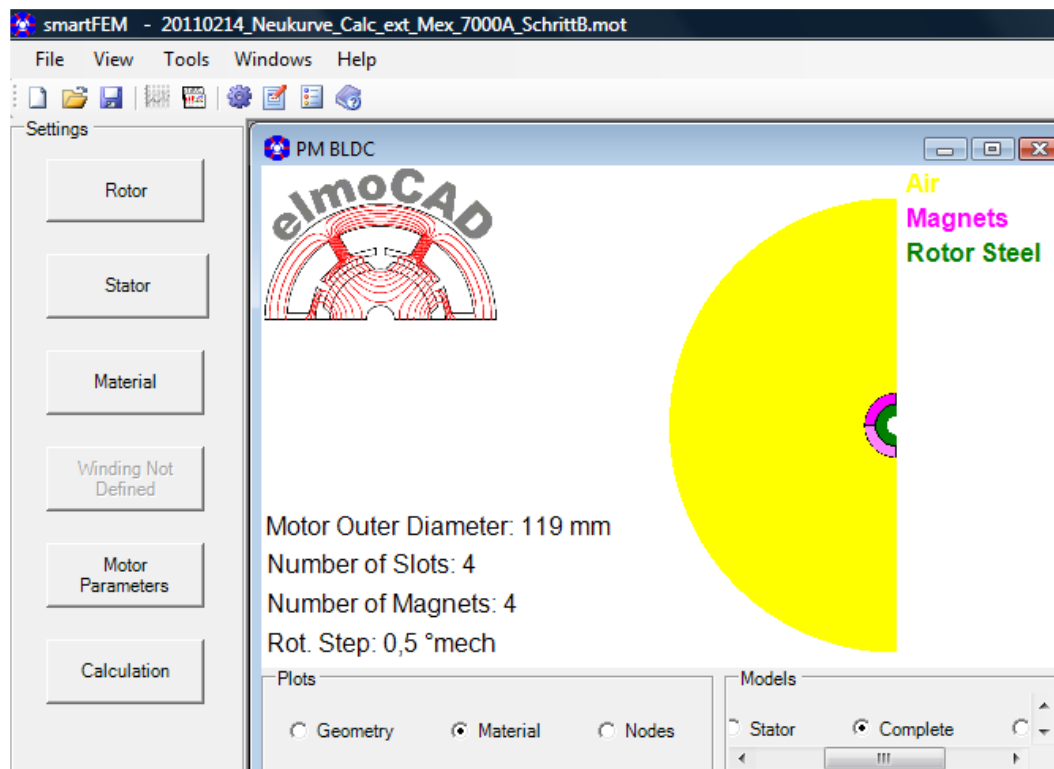 smartFEM - 20110214_Neukurve_Calc_ext_Mex_7000A_SchrittB.mot
File View Tools Windows Help
Settings
Rotor
Stator
Material
Winding Not
Defined
Motor
Parameters
Calculation
PM BLDC
elmoCAD
Air
Magnets
Rotor Steel
Motor Outer Diameter: 119 mm
Number of Slots: 4
Number of Magnets: 4
Rot. Step: 0,5 °mech
Plots
Geometry Material Nodes
Models
Stator Complete